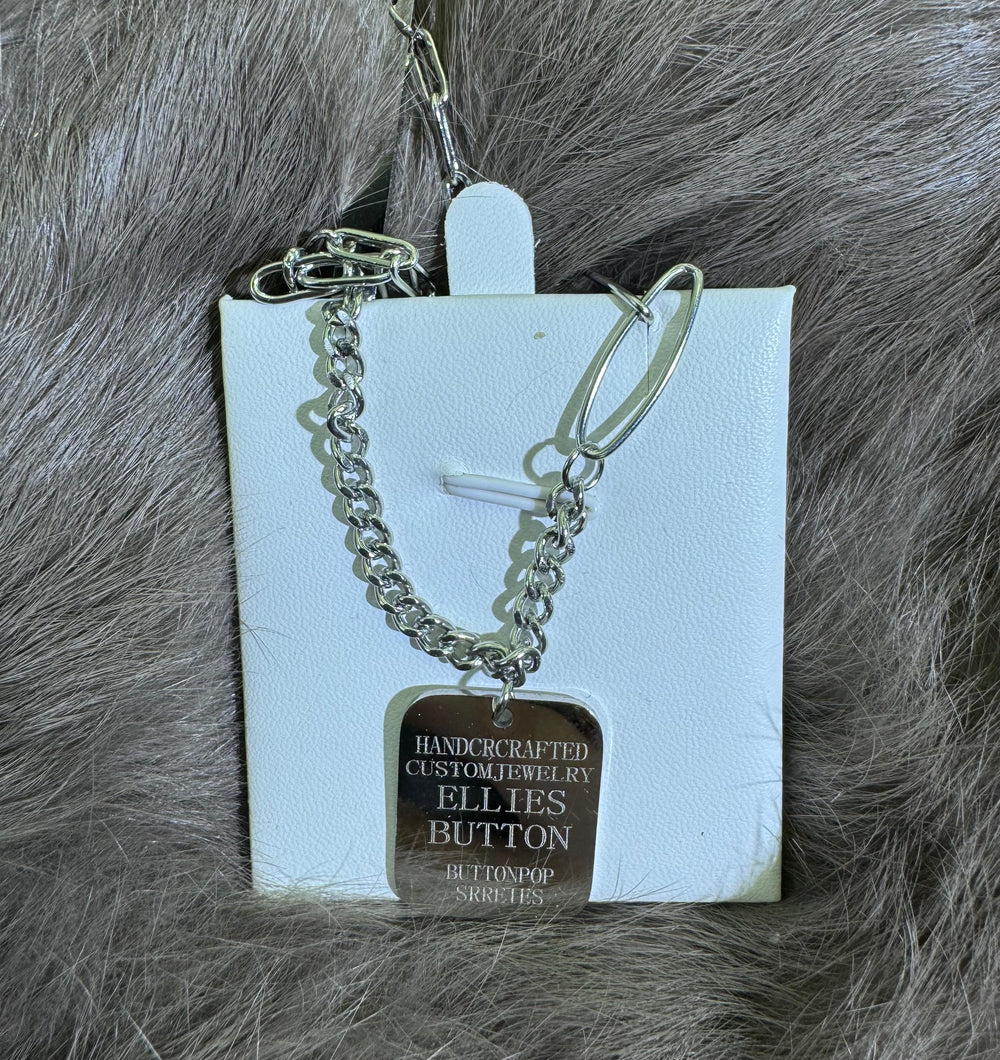 HANDCRCRAFTED
CUSTOMJEWELRY
ELLIES
BUTTON
BUTTONPOP
SRRETES